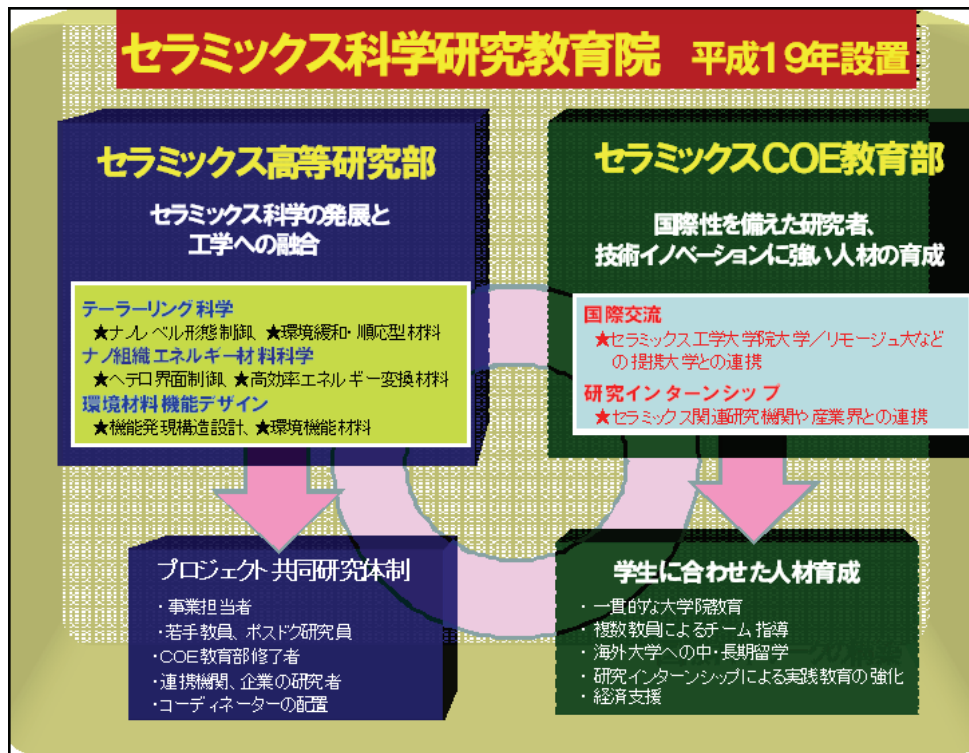 セラミックス科学研究教育院 平成19年設置
セラミックス高等研究部
セラミックス科学の発展と
工学への融合
テーラーリング科学
★ナノレベル形態制御、★環境緩和・順応型材料
ナノ組織エネルギー材料科学
★ヘテロ界面制御、★高効率エネルギー変換材料
環境材料機能デザイン
★機能発現構造設計、★環境機能材料
セラミックスCOE教育部
国際性を備えた研究者、
技術イノベーションに強い人材の育成
国際交流
★セラミックス工学大学院大学／リモージュ大など
の提携大学との連携
研究インターンシップ
★セラミックス関連研究機関や産業界との連携
プロジェクト共同研究体制
・事業担当者
・若手教員、ポスドク研究員
・COE教育部修了者
・連携機関、企業の研究者
・コーディネーターの配置
学生に合わせた人材育成
・一貫的な大学院教育
・複数教員によるチーム指導
・海外大学への中・長期留学
・研究インターンシップによる実践教育の強化
・経済支援